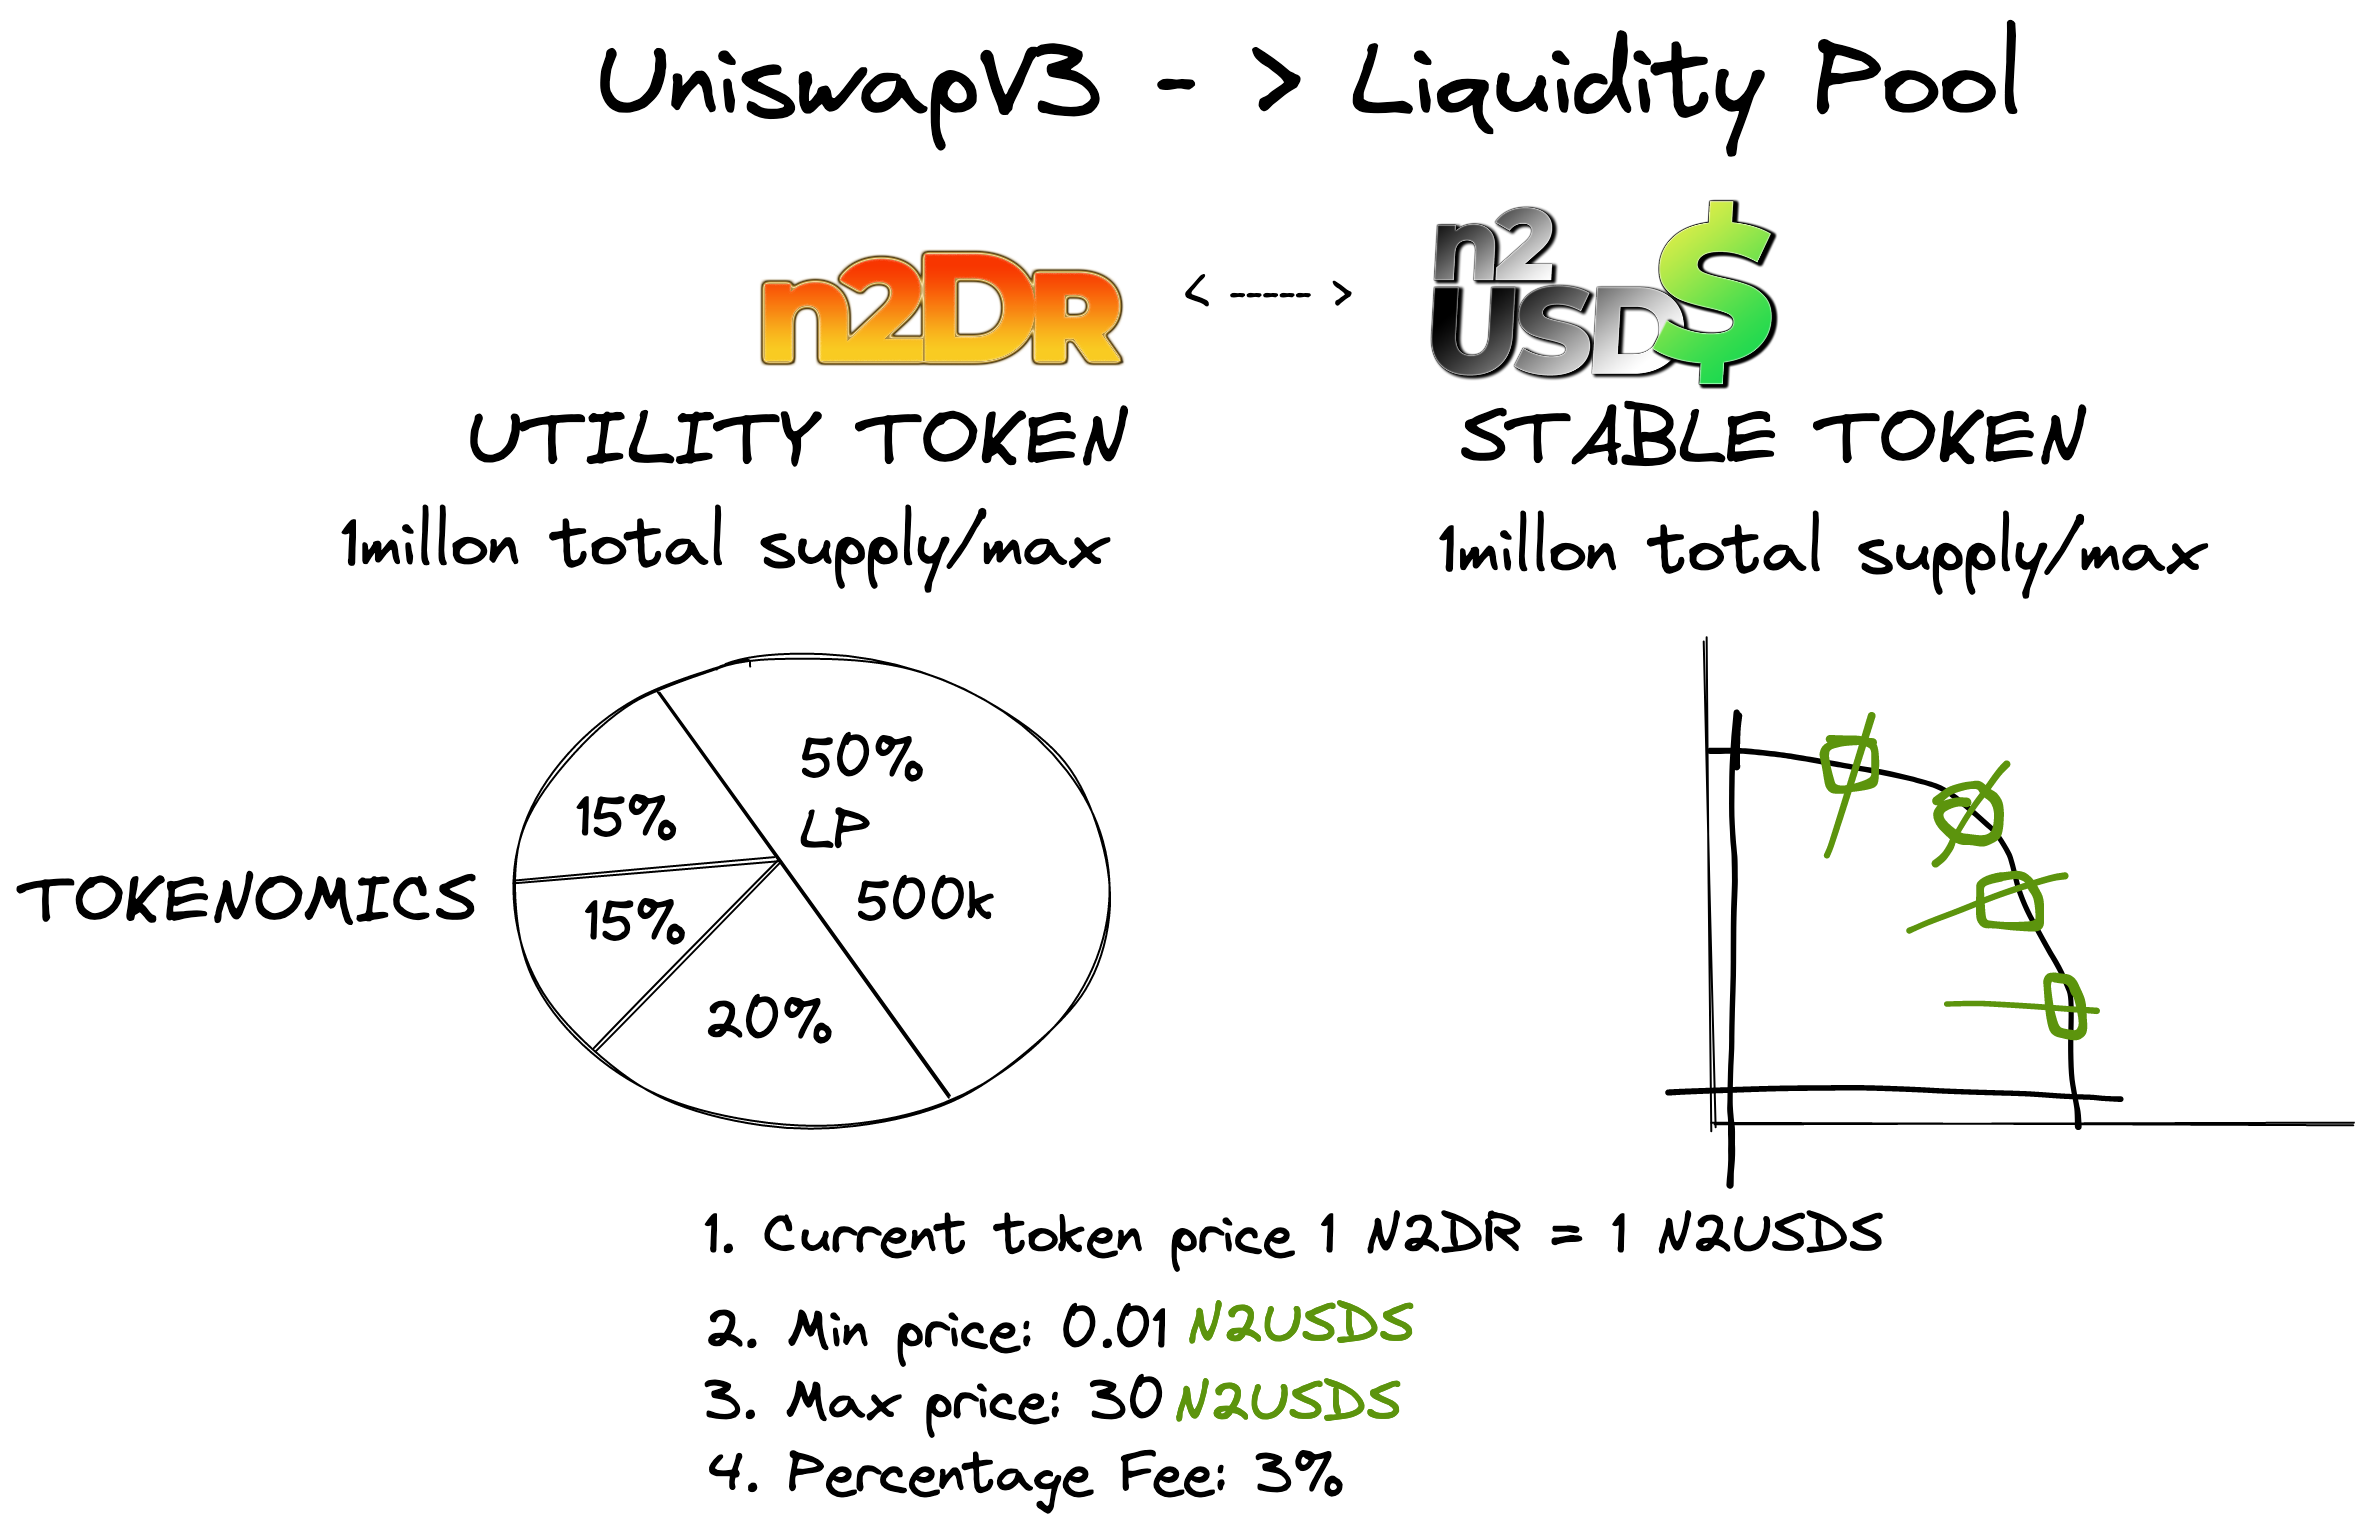 UniswapV3 - > Liquidity Pool
n2DR
< ----- >
n2
USD$
UTILITY TOKEN
STABLE TOKEN
1millon total supply/max
1millon total supply/max
50%
LP
500k
15%
15%
20%
TOKENOMICS
1. Current token price 1 N2DR = 1 N2USDS
2. Min price: 0.01 N2USDS
3. Max price: 30 N2USDS
4. Percentage Fee: 3%